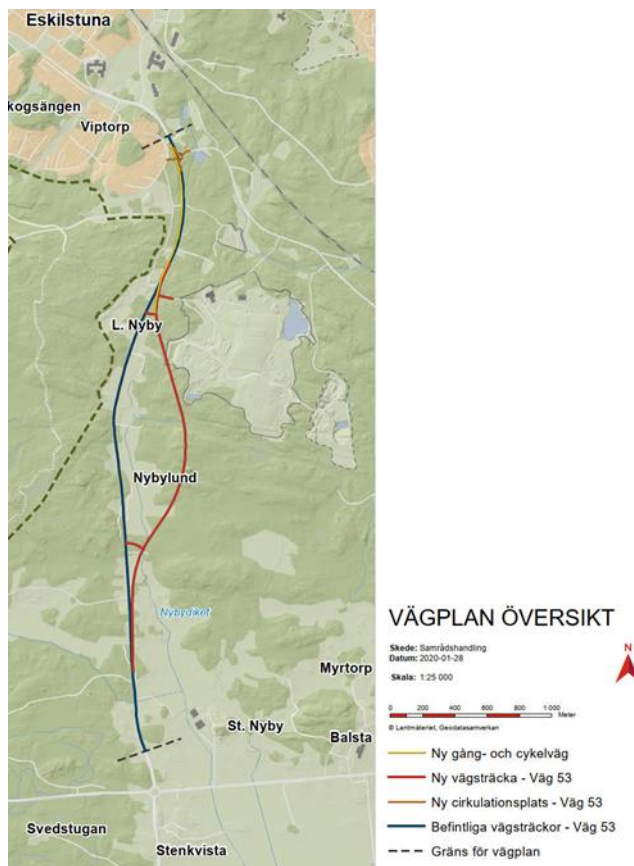 Eskilstuna
kogsängen
Viptorp
L. Nyby
Nybylund
Nybydiket
Myrtorp
St. Nyby
Balsta
Svedstugan
Stenkvista
VÄGPLAN ÖVERSIKT
Skede: Samrådshandling
Datum: 2020-01-28
Skala: 1:25 000
N
0 200 400 600 800 1 000
Meter
© Lantmäteriet, Geodatasamverkan
Ny gång- och cykelväg
Ny vägsträcka - Väg 53
Ny cirkulationsplats - Väg 53
Befintliga vägsträckor - Väg 53
Gräns för vägplan